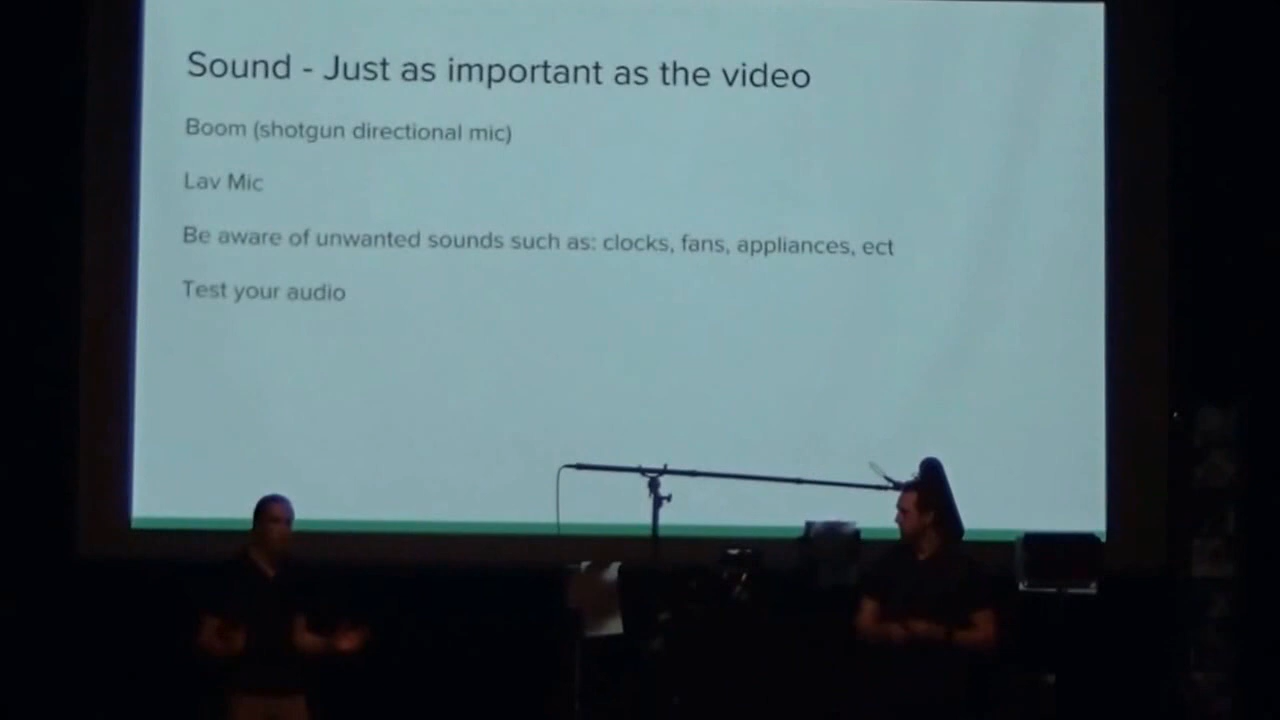 Sound - Just as important as the video
Boom (shotgun directional mic)
Lav Mic
Be aware of unwanted sounds such as: clocks, fans, appliances, ect
Test your audio